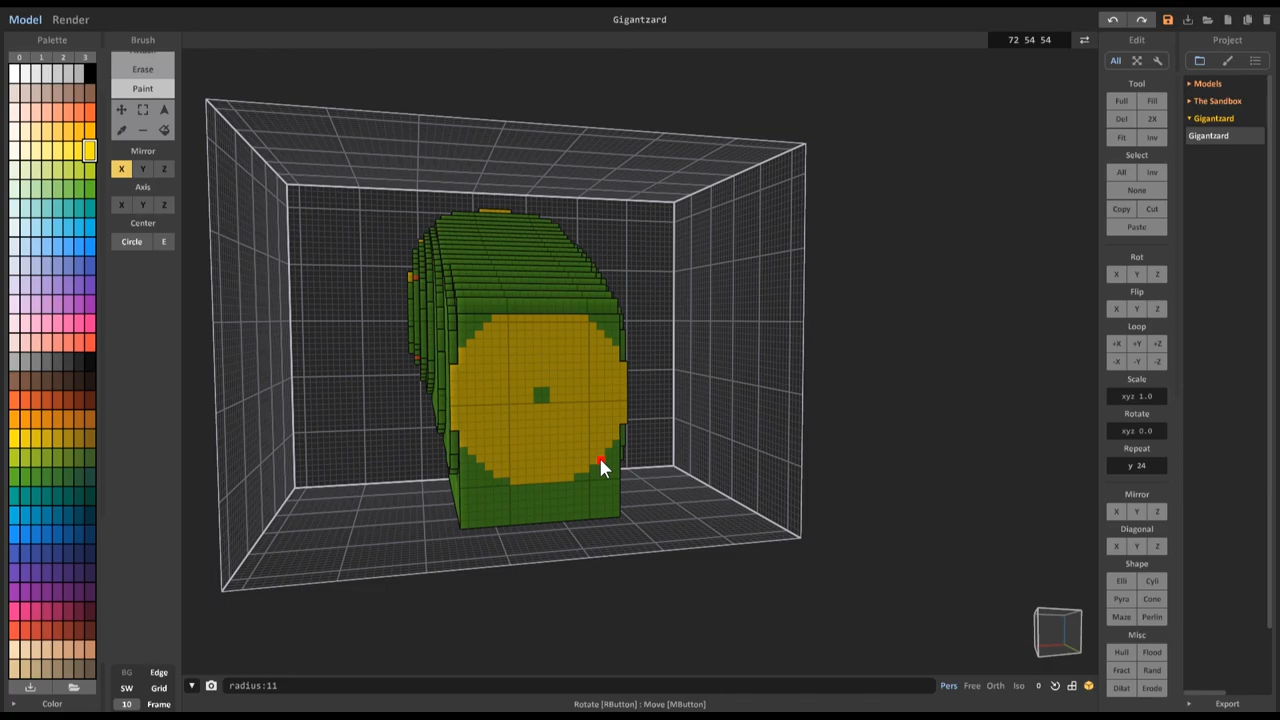 Model Render
Gigantzard
Palette
Brush
72 54 54
Edit
Project
0 1 2 3
Erase
Paint
Mirror
X Y Z
Axis
X Y Z
Center
Circle E
All
Tool
Full Fill
Del 2X
Fit Inv
Select
All Inv
None
Copy Cut
Paste
Rot
X Y Z
Flip
X Y Z
Loop
+X +Y +Z
-X -Y -Z
Scale
xyz 1.0
Rotate
xyz 0.0
Repeat
y 24
Mirror
X Y Z
Diagonal
X Y Z
Shape
Elli Cyli
Pyra Cone
Maze Perlin
Misc
Hull Flood
Fract Rand
Dilat Erode
Models
The Sandbox
Gigantzard
Gigantzard
BG Edge
SW Grid
10 Frame
radius:11
Pers Free Orth Iso 0
Color
Rotate [RButton] : Move [MButton]
Export